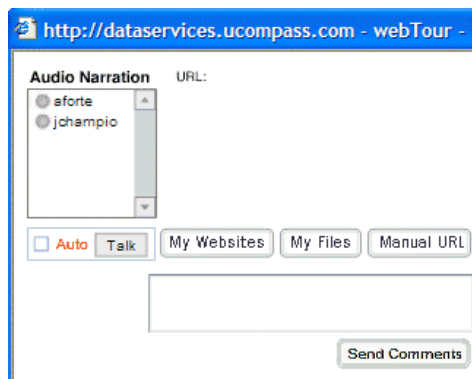 http://dataservices.ucompass.com - webTour -
Audio Narration URL:
aforte
jchampio
Auto Talk My Websites My Files Manual URL
Send Comments